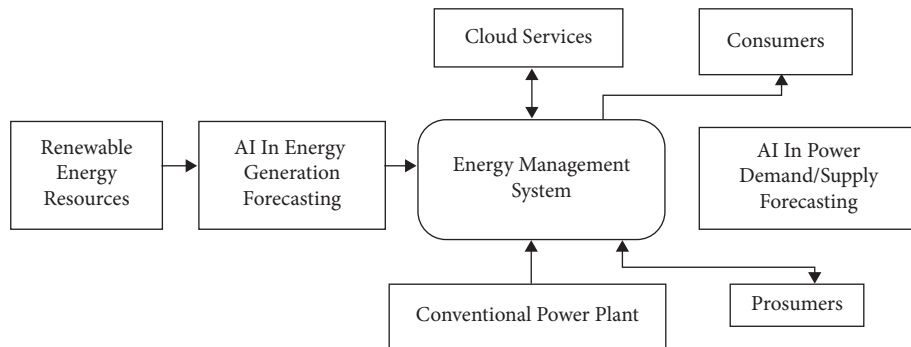 Cloud Services
Consumers
Renewable
Energy
Resources
AI In Energy
Generation
Forecasting
Energy Management
System
AI In Power
Demand/Supply
Forecasting
Conventional Power Plant
Prosumers